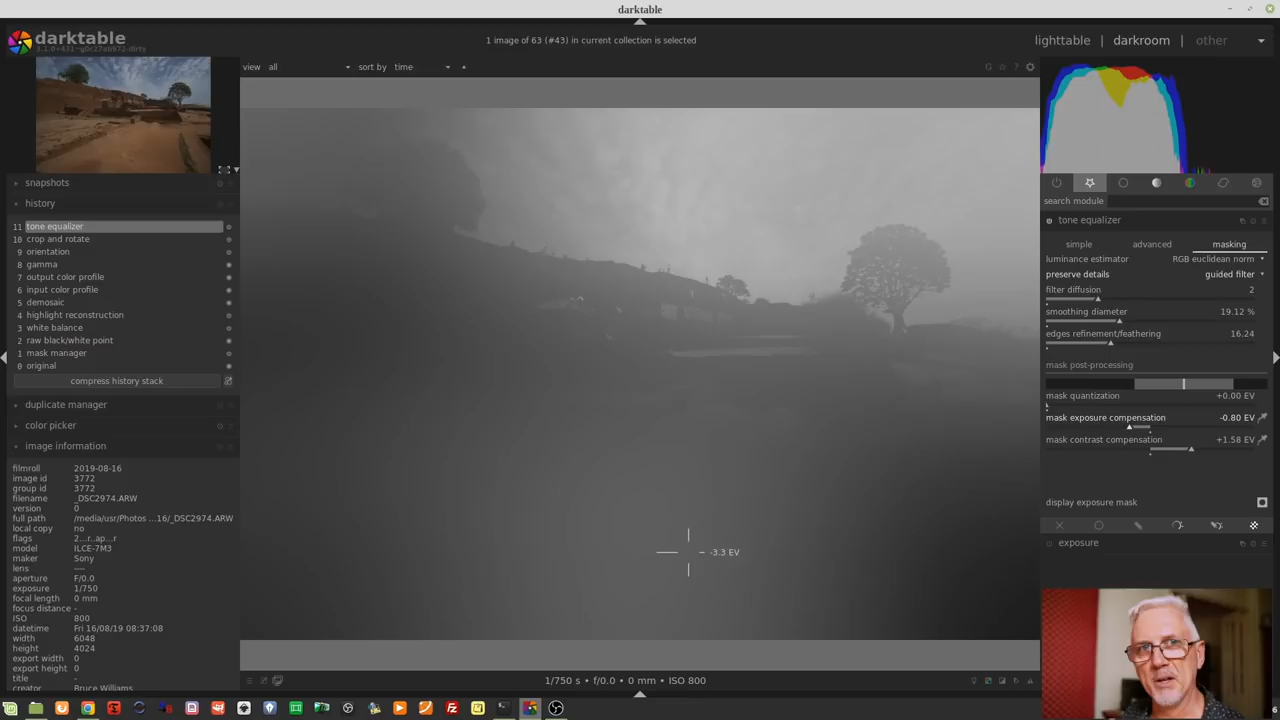 darktable
darktable
3.1.0+431~g0c27ab972-dirty
1 image of 63 (#43) in current collection is selected
lighttable | darkroom | other
view all sort by time
snapshots
history
11 tone equalizer
10 crop and rotate
9 orientation
8 gamma
7 output color profile
6 input color profile
5 demosaic
4 highlight reconstruction
3 white balance
2 raw black/white point
1 mask manager
0 original
compress history stack
duplicate manager
color picker
image information
filmroll 2019-08-16
image id 3772
group id 3772
filename _DSC2974.ARW
version 0
full path /media/usr/Photos ...16/_DSC2974.ARW
local copy no
flags 2...r..ap...r
model ILCE-7M3
maker Sony
lens
aperture F/0.0
exposure 1/750
focal length 0 mm
focus distance -
ISO 800
datetime Fri 16/08/19 08:37:08
width 6048
height 4024
export width 0
export height 0
title -
creator Bruce Williams
-3.3 EV
1/750 s • f/0.0 • 0 mm • ISO 800
search module
tone equalizer
simple advanced masking
luminance estimator RGB euclidean norm
preserve details guided filter
filter diffusion 2
smoothing diameter 19.12 %
edges refinement/feathering 16.24
mask post-processing
mask quantization +0.00 EV
mask exposure compensation -0.80 EV
mask contrast compensation +1.58 EV
display exposure mask
exposure